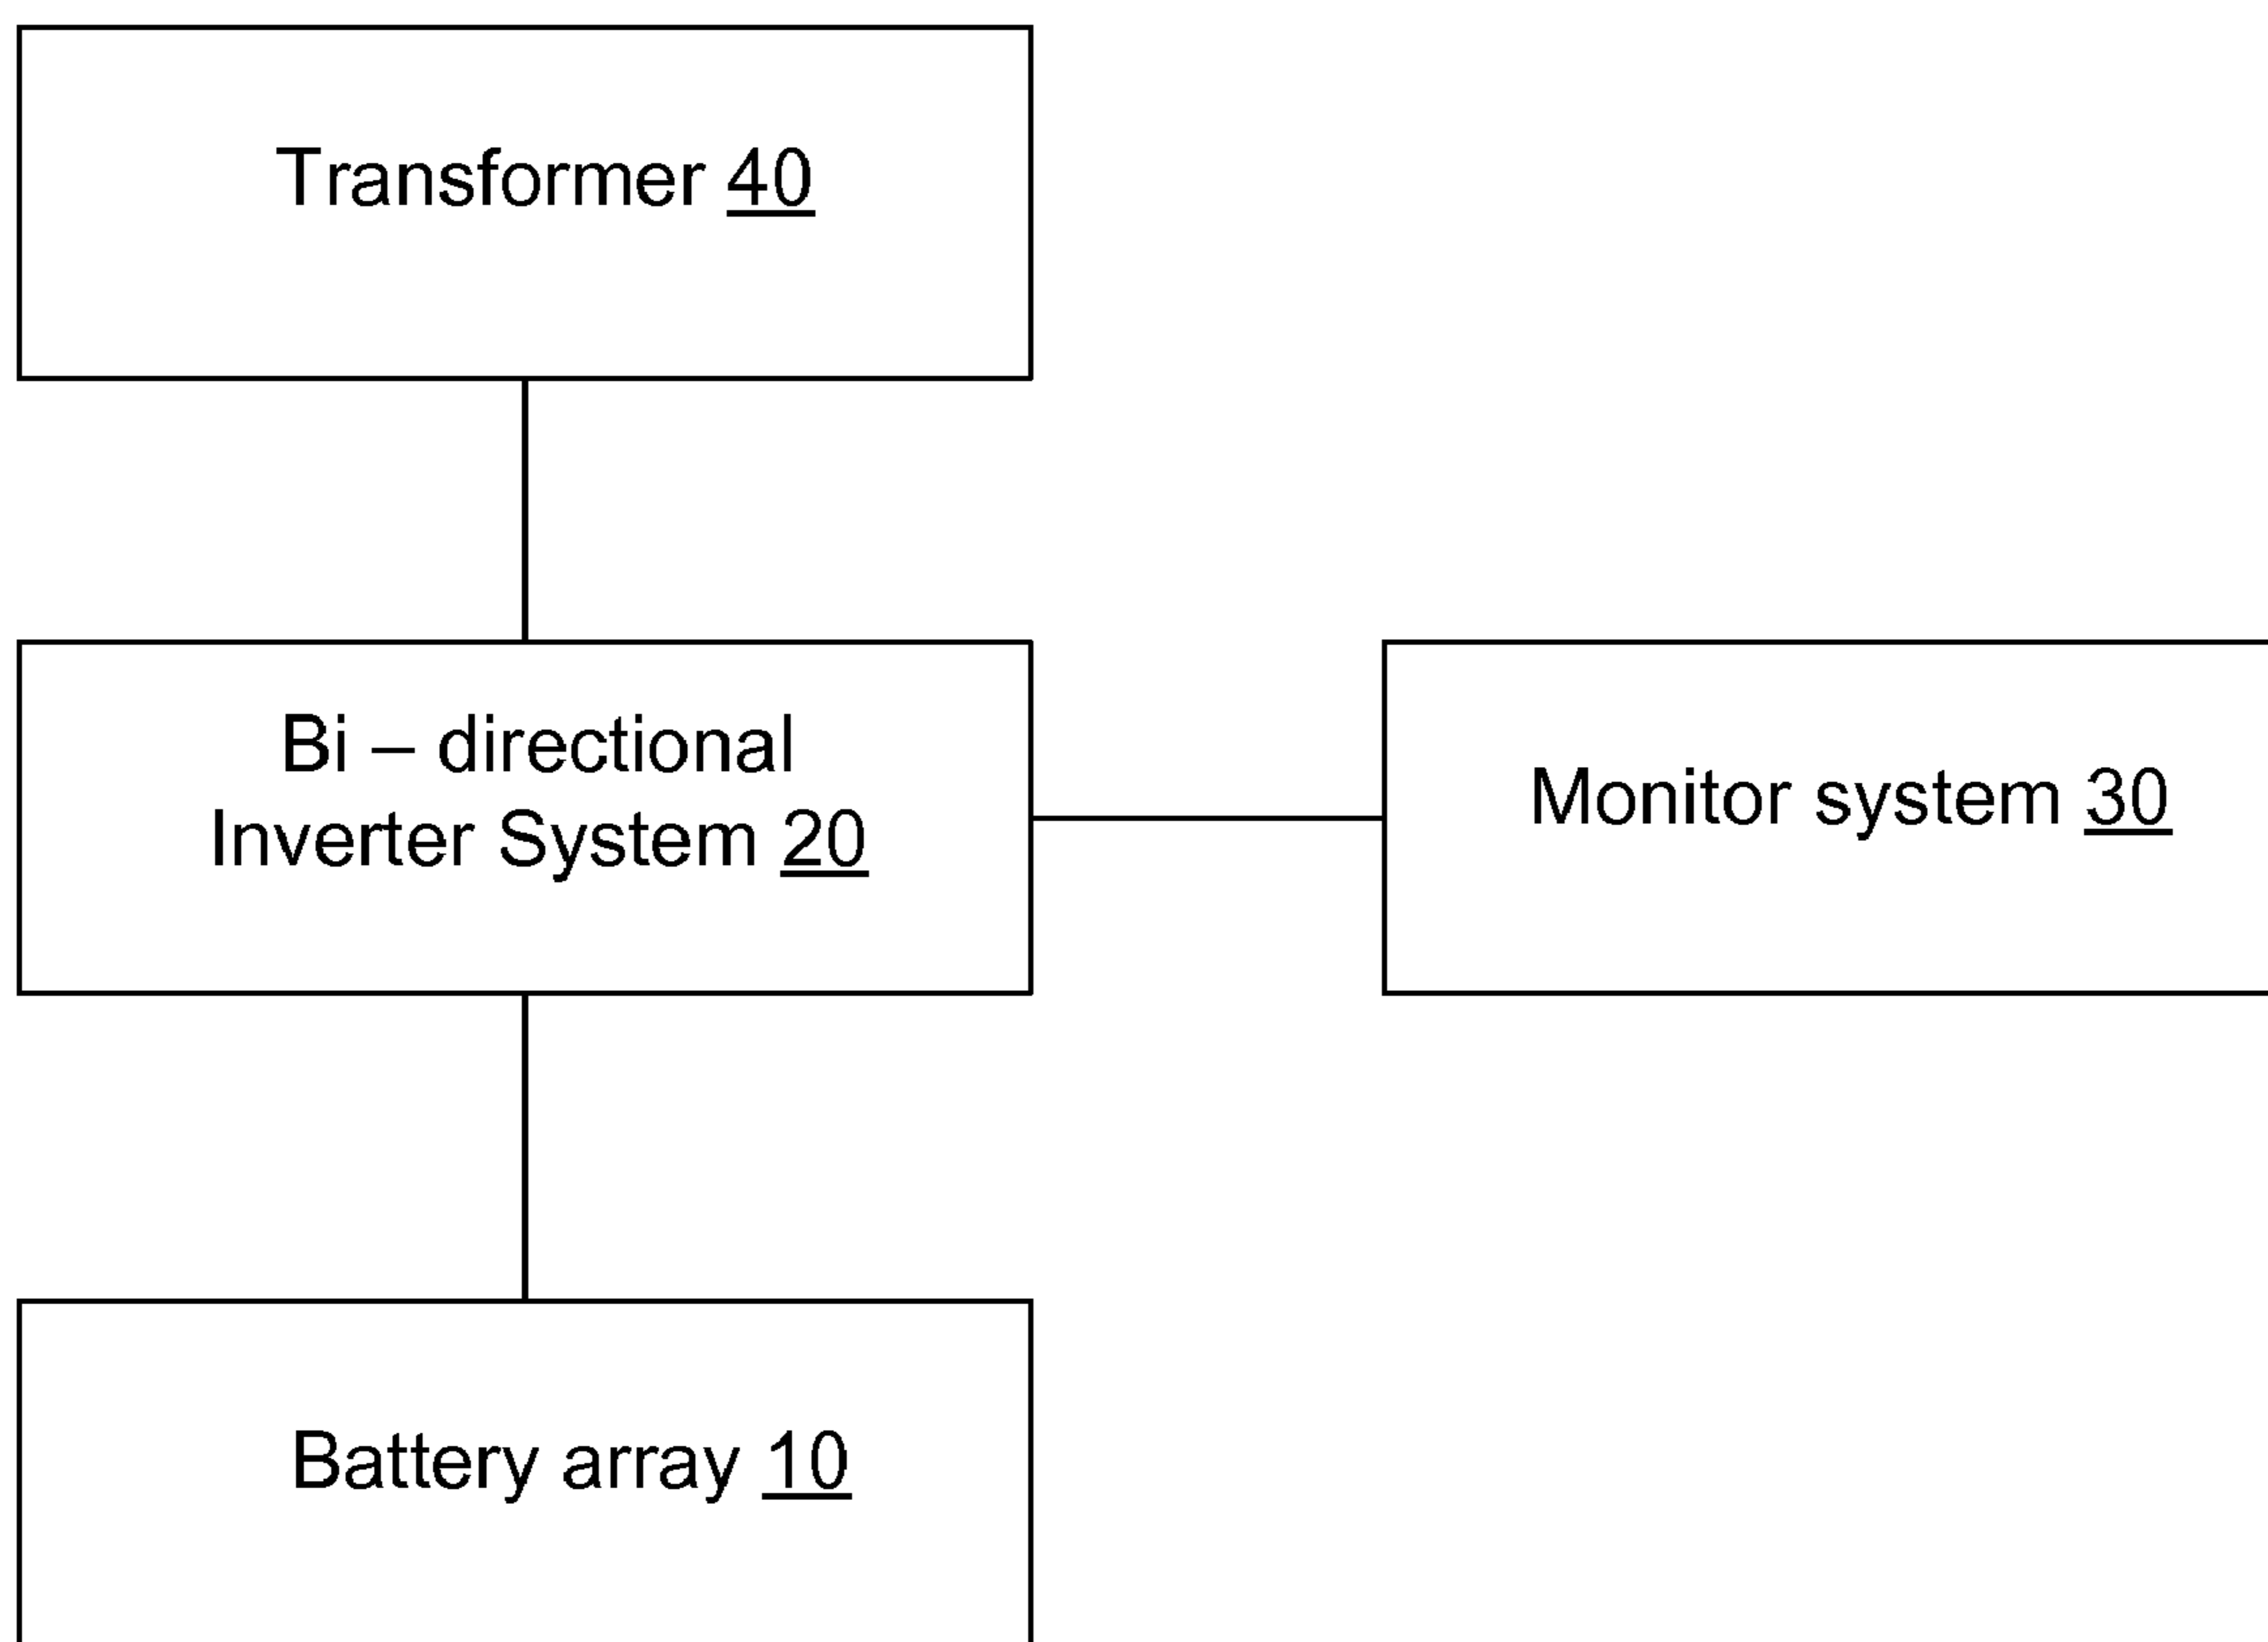 Transformer 40
Bi – directional
Inverter System 20
Monitor system 30
Battery array 10